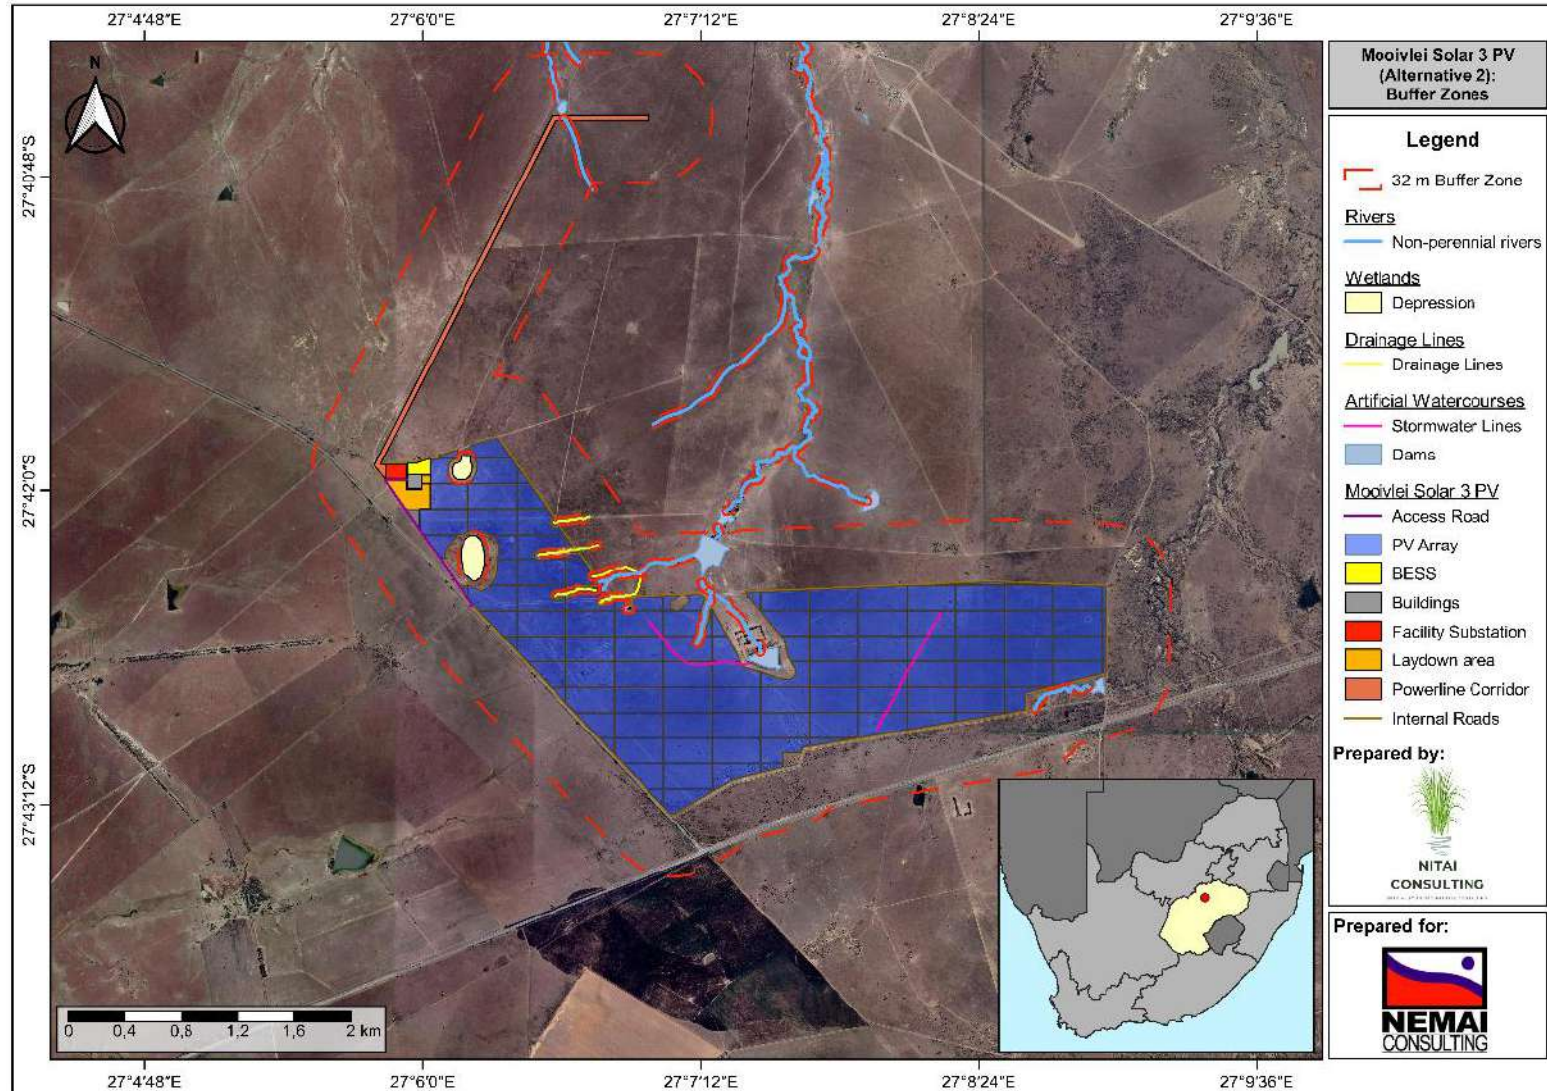 27°4'48"E
27°6'0"E
27°7'12"E
27°8'24"E
27°9'36"E
N
27°40'48"S
27°42'0"S
27°43'12"S
Mooivlei Solar 3 PV
(Alternative 2):
Buffer Zones
Legend
32 m Buffer Zone
Rivers
Non-perennial rivers
Wetlands
Depression
Drainage Lines
Drainage Lines
Artificial Watercourses
Stormwater Lines
Dams
Mooivlei Solar 3 PV
Access Road
PV Array
BESS
Buildings
Facility Substation
Laydown area
Powerline Corridor
Internal Roads
Prepared by:
NITAI
CONSULTING
Prepared for:
NEMAI
CONSULTING
0 0,4 0,8 1,2 1,6 2 km
27°4'48"E
27°6'0"E
27°7'12"E
27°8'24"E
27°9'36"E